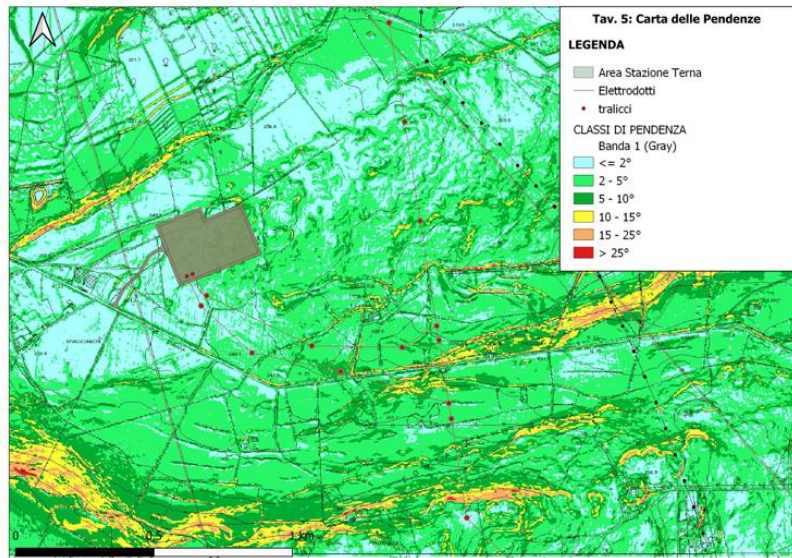 Tav. 5: Carta delle Pendenze
LEGENDA
Area Stazione Terna
Elettrodotti
tralicci
CLASSI DI PENDENZA
Banda 1 (Gray)
<= 2°
2 - 5°
5 - 10°
10 - 15°
15 - 25°
> 25°
0
0.5
1 km